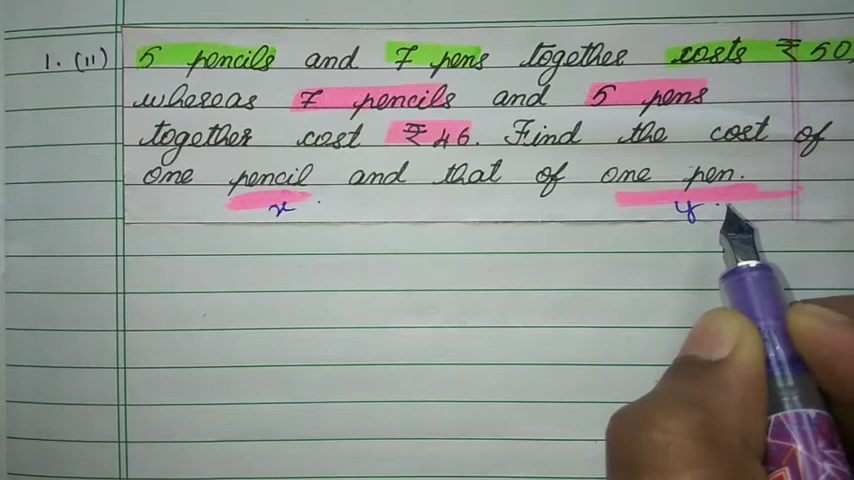 1. (ii) 5 pencils and 7 pens together costs ₹ 50,
whereas 7 pencils and 5 pens
together cost ₹ 46. Find the cost of
one pencil and that of one pen.
x y